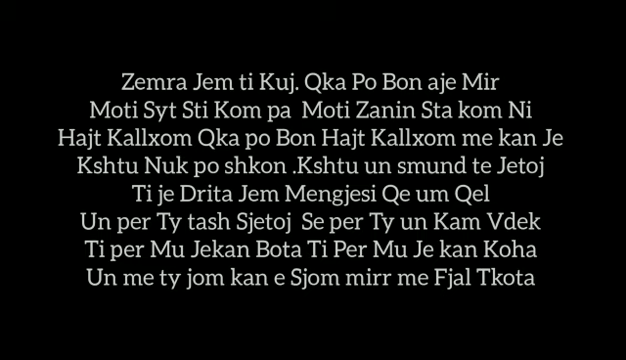 Zemra Jem ti Kuj. Qka Po Bon aje Mir
Moti Syt Sti Kom pa Moti Zanin Sta kom Ni
Hajt Kallxom Qka po Bon Hajt Kallxom me kan Je
Kshtu Nuk po shkon .Kshtu un smund te Jetoj
Ti je Drita Jem Mengjesi Qe um Qel
Un per Ty tash Sjetoj Se per Ty un Kam Vdek
Ti per Mu Jekan Bota Ti Per Mu Je kan Koha
Un me ty jom kan e Sjom mirr me Fjal Tkota